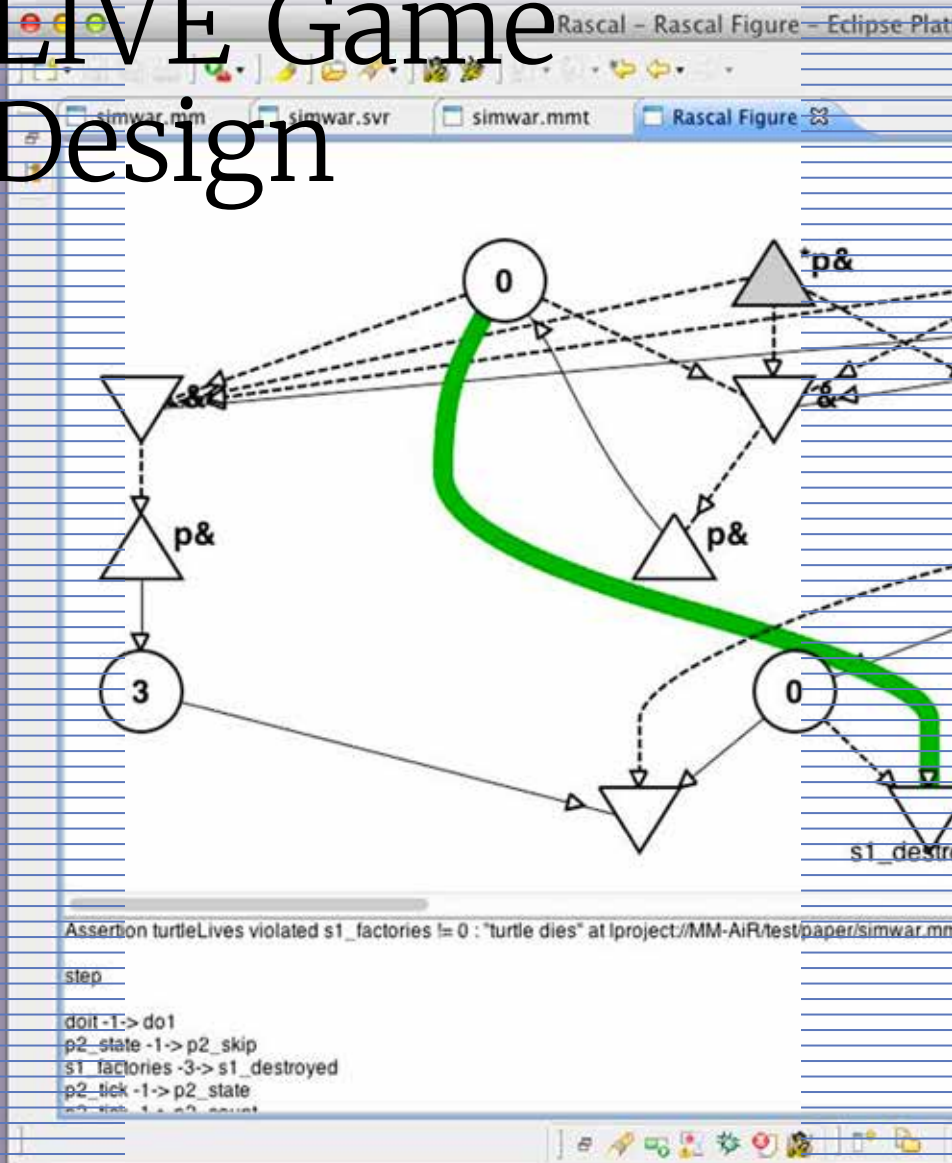 LIVE Game
Design
Rascal – Rascal Figure – Eclipse Plat
simwar.mm
simwar.svr
simwar.mmt
Rascal Figure
0
*p&
&
p&
p&
3
0
s1_destro
Assertion turtleLives violated s1_factories != 0 : "turtle dies" at |project://MM-AiR/test/paper/simwar.mm
step
doit -1-> do1
p2_state -1-> p2_skip
s1_factories -3-> s1_destroyed
p2_tick -1-> p2_state